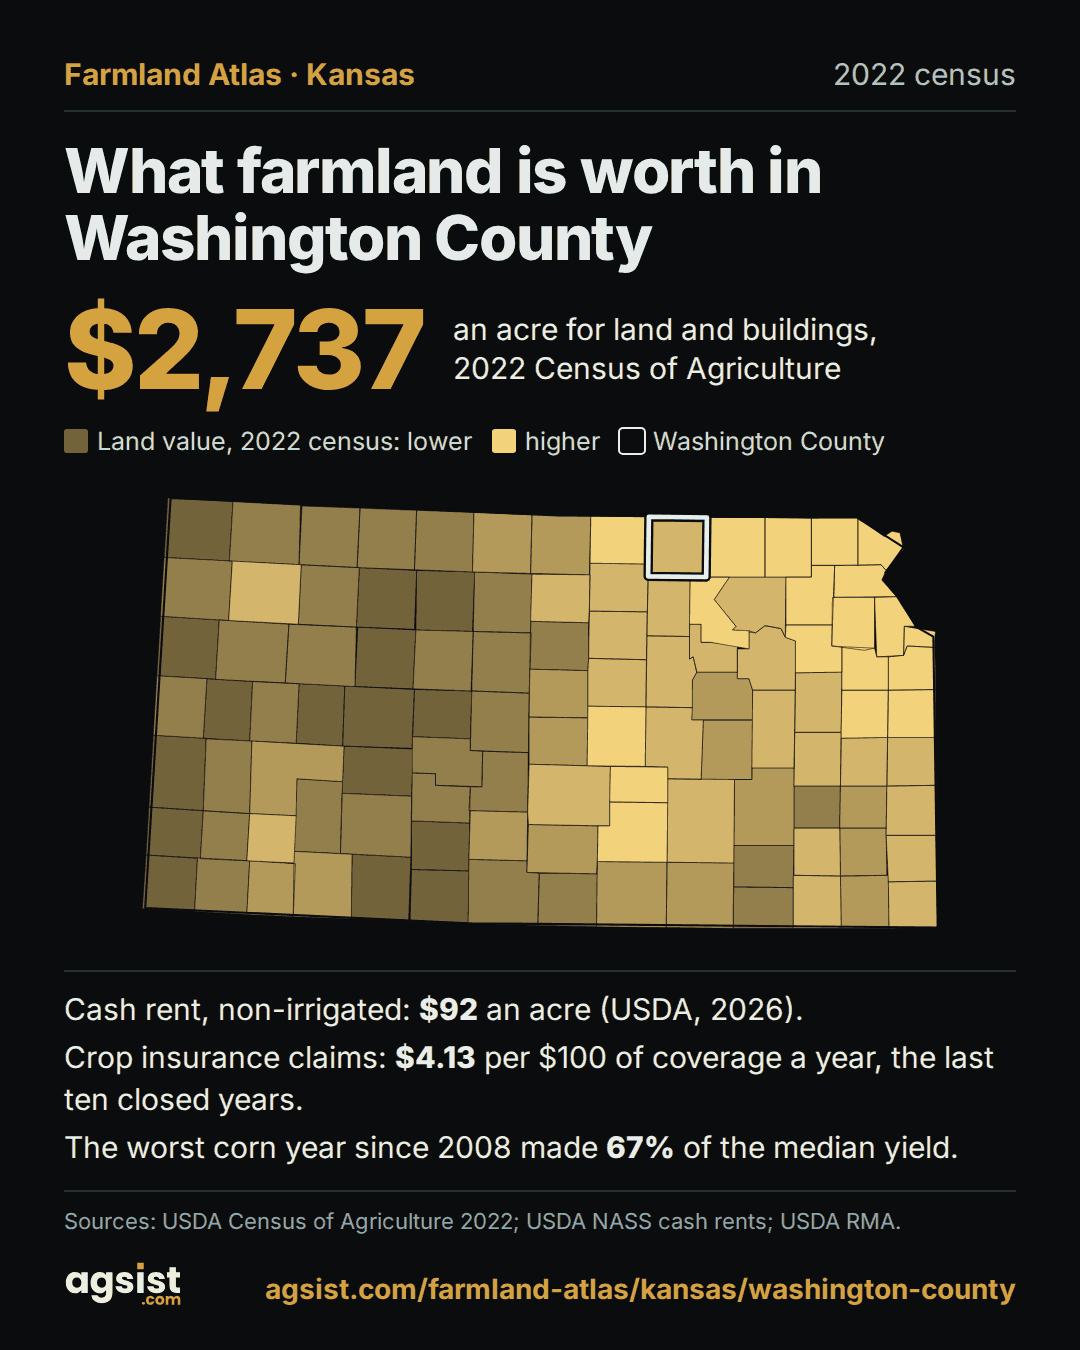 Farmland Atlas · Kansas
2022 census
What farmland is worth in
Washington County
$2,737
an acre for land and buildings,
2022 Census of Agriculture
Land value, 2022 census: lower
higher
Washington County
Cash rent, non-irrigated: $92 an acre (USDA, 2026).
Crop insurance claims: $4.13 per $100 of coverage a year, the last
ten closed years.
The worst corn year since 2008 made 67% of the median yield.
Sources: USDA Census of Agriculture 2022; USDA NASS cash rents; USDA RMA.
agsist
.com
agsist.com/farmland-atlas/kansas/washington-county